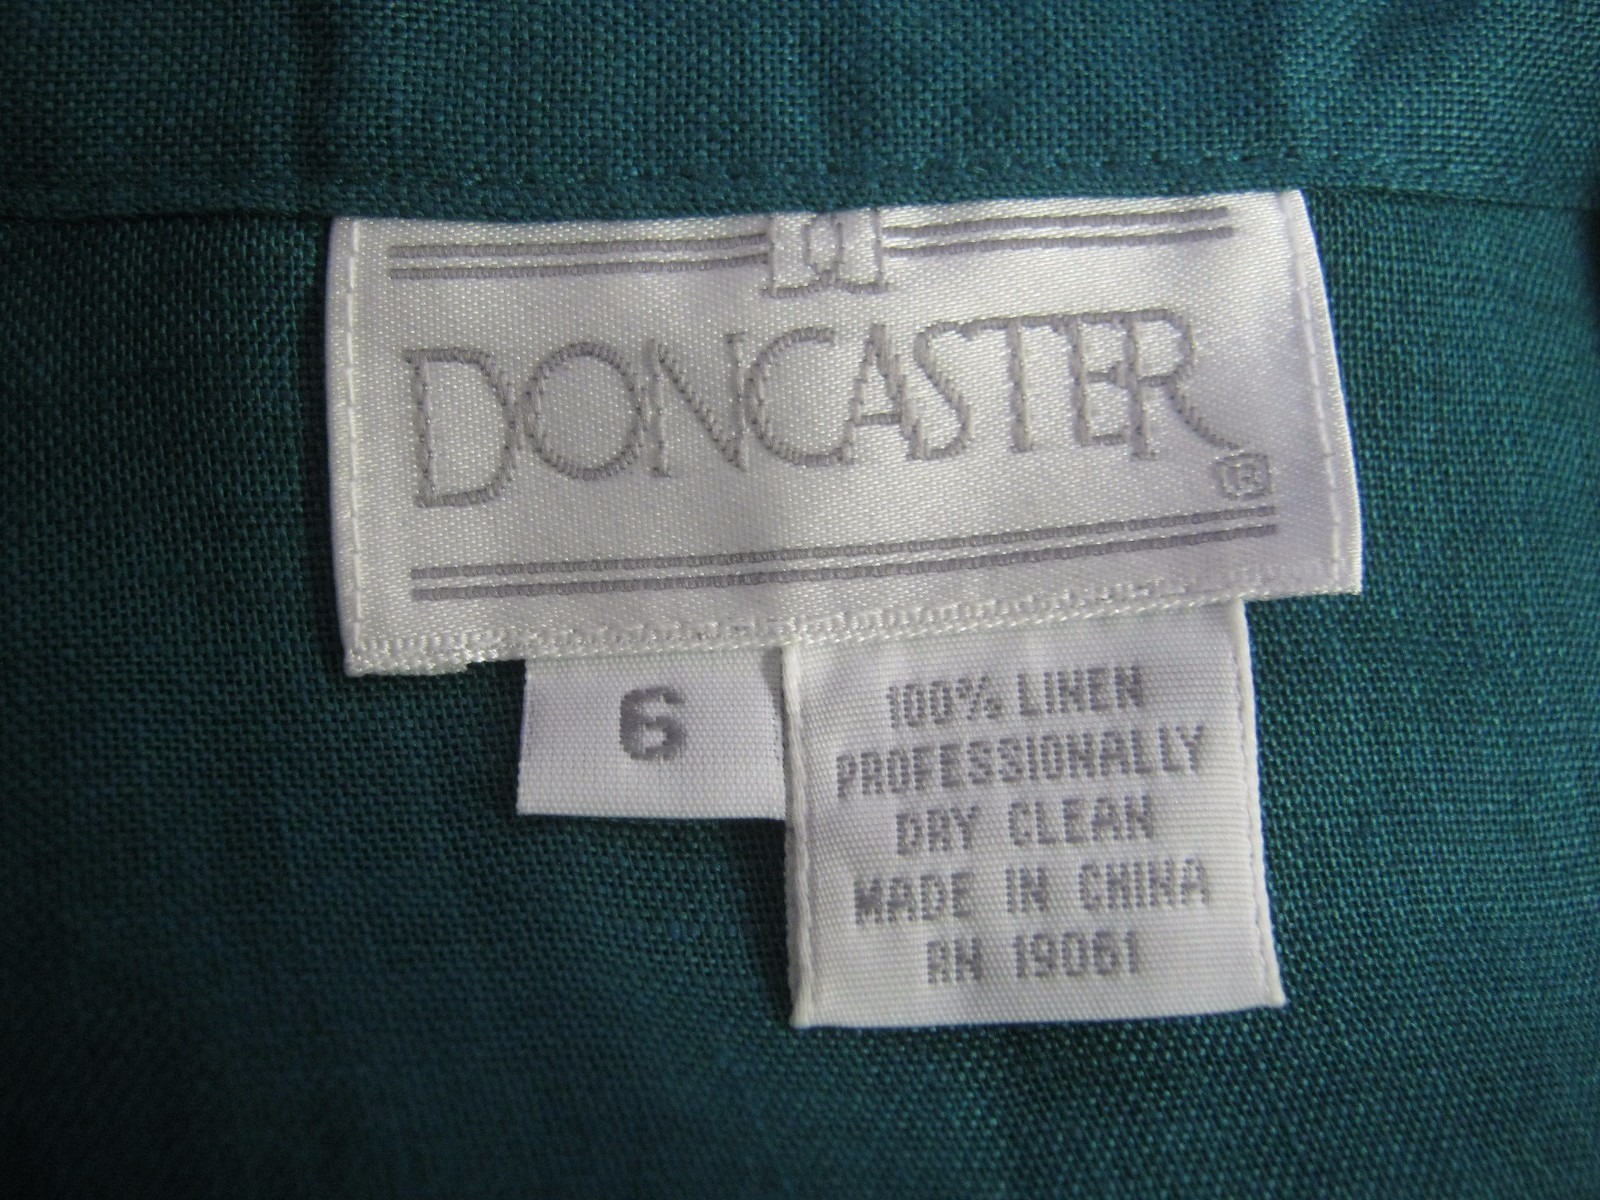 DONCASTER®
6
100% LINEN
PROFESSIONALLY
DRY CLEAN
MADE IN CHINA
RN 19061